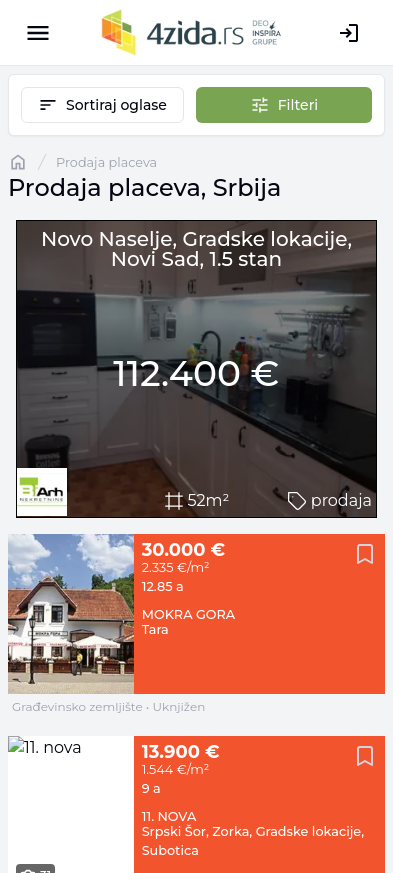 4zida.rs
DEO
INSPIRA
GRUPE
Sortiraj oglase
Filteri
/ Prodaja placeva
Prodaja placeva, Srbija
Novo Naselje, Gradske lokacije,
Novi Sad, 1.5 stan
112.400 €
Arh
NEKRETNINE
52m²
prodaja
30.000 €
2.335 €/m²
12.85 a
MOKRA GORA
Tara
Građevinsko zemljište • Uknjižen
11. nova
13.900 €
1.544 €/m²
9 a
11. NOVA
Srpski Šor, Zorka, Gradske lokacije,
Subotica